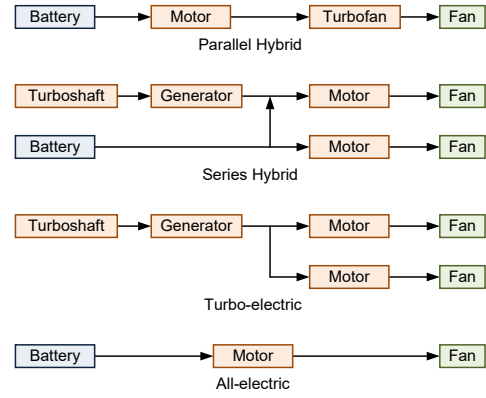 Battery Motor Turbofan Fan
Parallel Hybrid
Turboshaft Generator Motor Fan
Battery Motor Fan
Series Hybrid
Turboshaft Generator Motor Fan
Motor Fan
Turbo-electric
Battery Motor Fan
All-electric